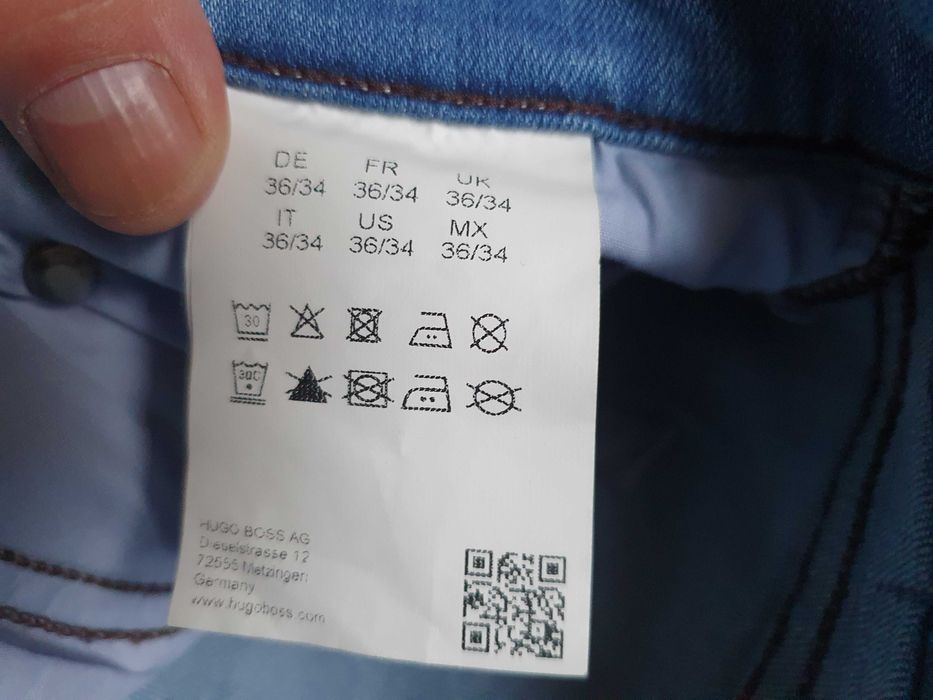 DE FR UK
36/34 36/34 36/34
IT US MX
36/34 36/34 36/34
30
30C
HUGO BOSS AG
Dieselstrasse 12
72555 Metzingen
Germany
www.hugoboss.com